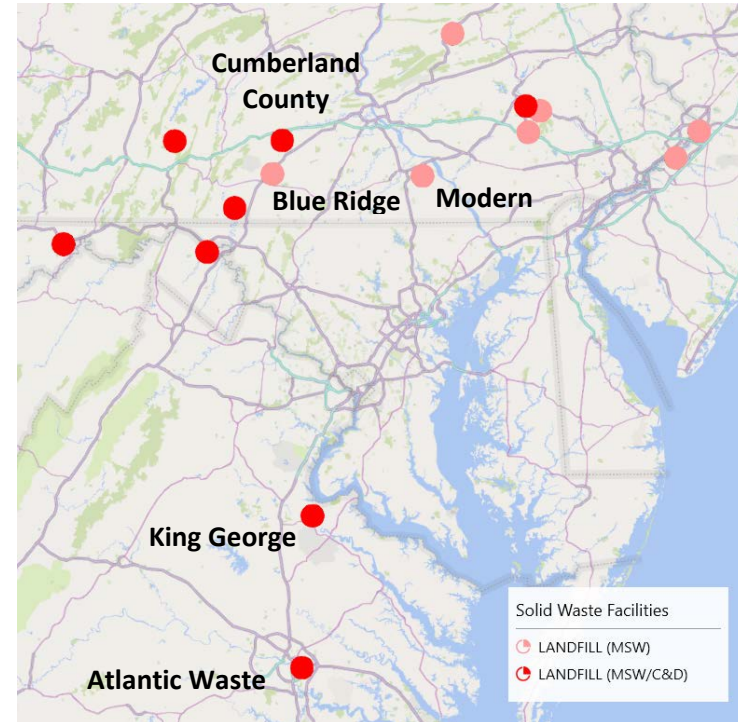 Cumberland
County
Blue Ridge
Modern
King George
Atlantic Waste
Solid Waste Facilities
LANDFILL (MSW)
LANDFILL (MSW/C&D)